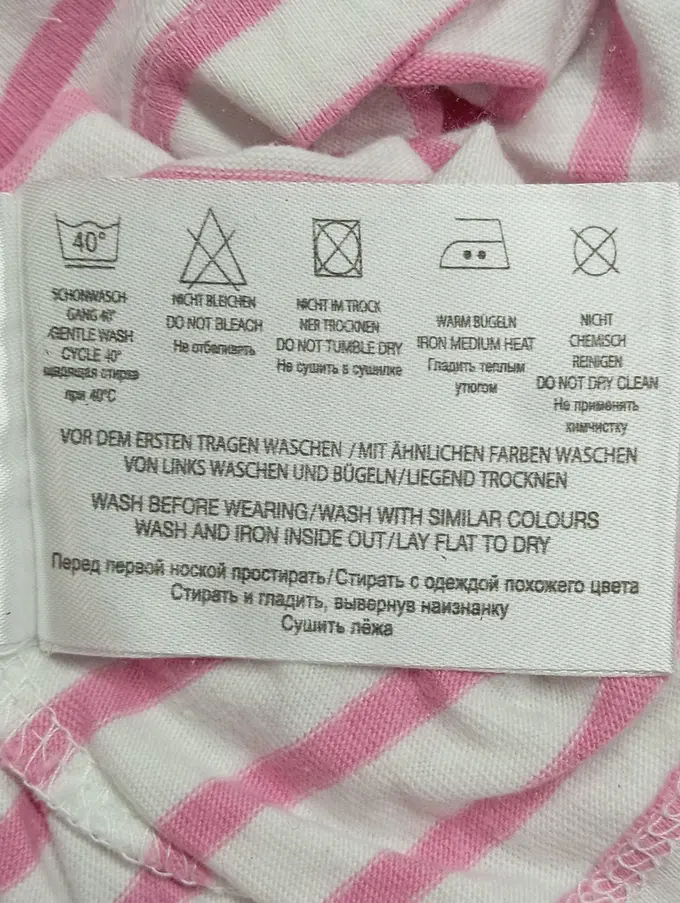 40°
SCHONWASCH
GANG 40°
GENTLE WASH
CYCLE 40°
щадящая стирка
при 40°C
NICHT BLEICHEN
DO NOT BLEACH
Не отбеливать
NICHT IM TROCK
NER TROCKNEN
DO NOT TUMBLE DRY
Не сушить в сушилке
WARM BÜGELN
IRON MEDIUM HEAT
Гладить теплым
утюгом
NICHT
CHEMISCH
REINIGEN
DO NOT DRY CLEAN
Не применять
химчистку
VOR DEM ERSTEN TRAGEN WASCHEN / MIT ÄHNLICHEN FARBEN WASCHEN
VON LINKS WASCHEN UND BÜGELN/LIEGEND TROCKNEN
WASH BEFORE WEARING/WASH WITH SIMILAR COLOURS
WASH AND IRON INSIDE OUT/LAY FLAT TO DRY
Перед первой ноской простирать/Стирать с одеждой похожего цвета
Стирать и гладить, вывернув наизнанку
Сушить лёжа